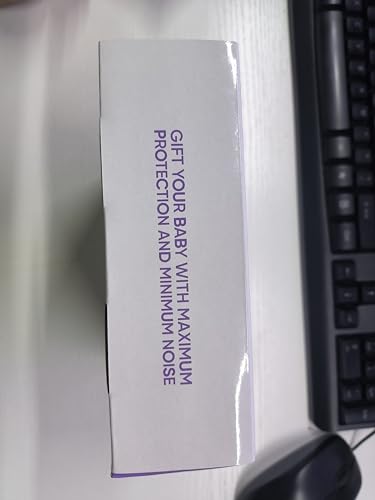 GIFT YOUR BABY WITH MAXIMUM
PROTECTION AND MINIMUM NOISE